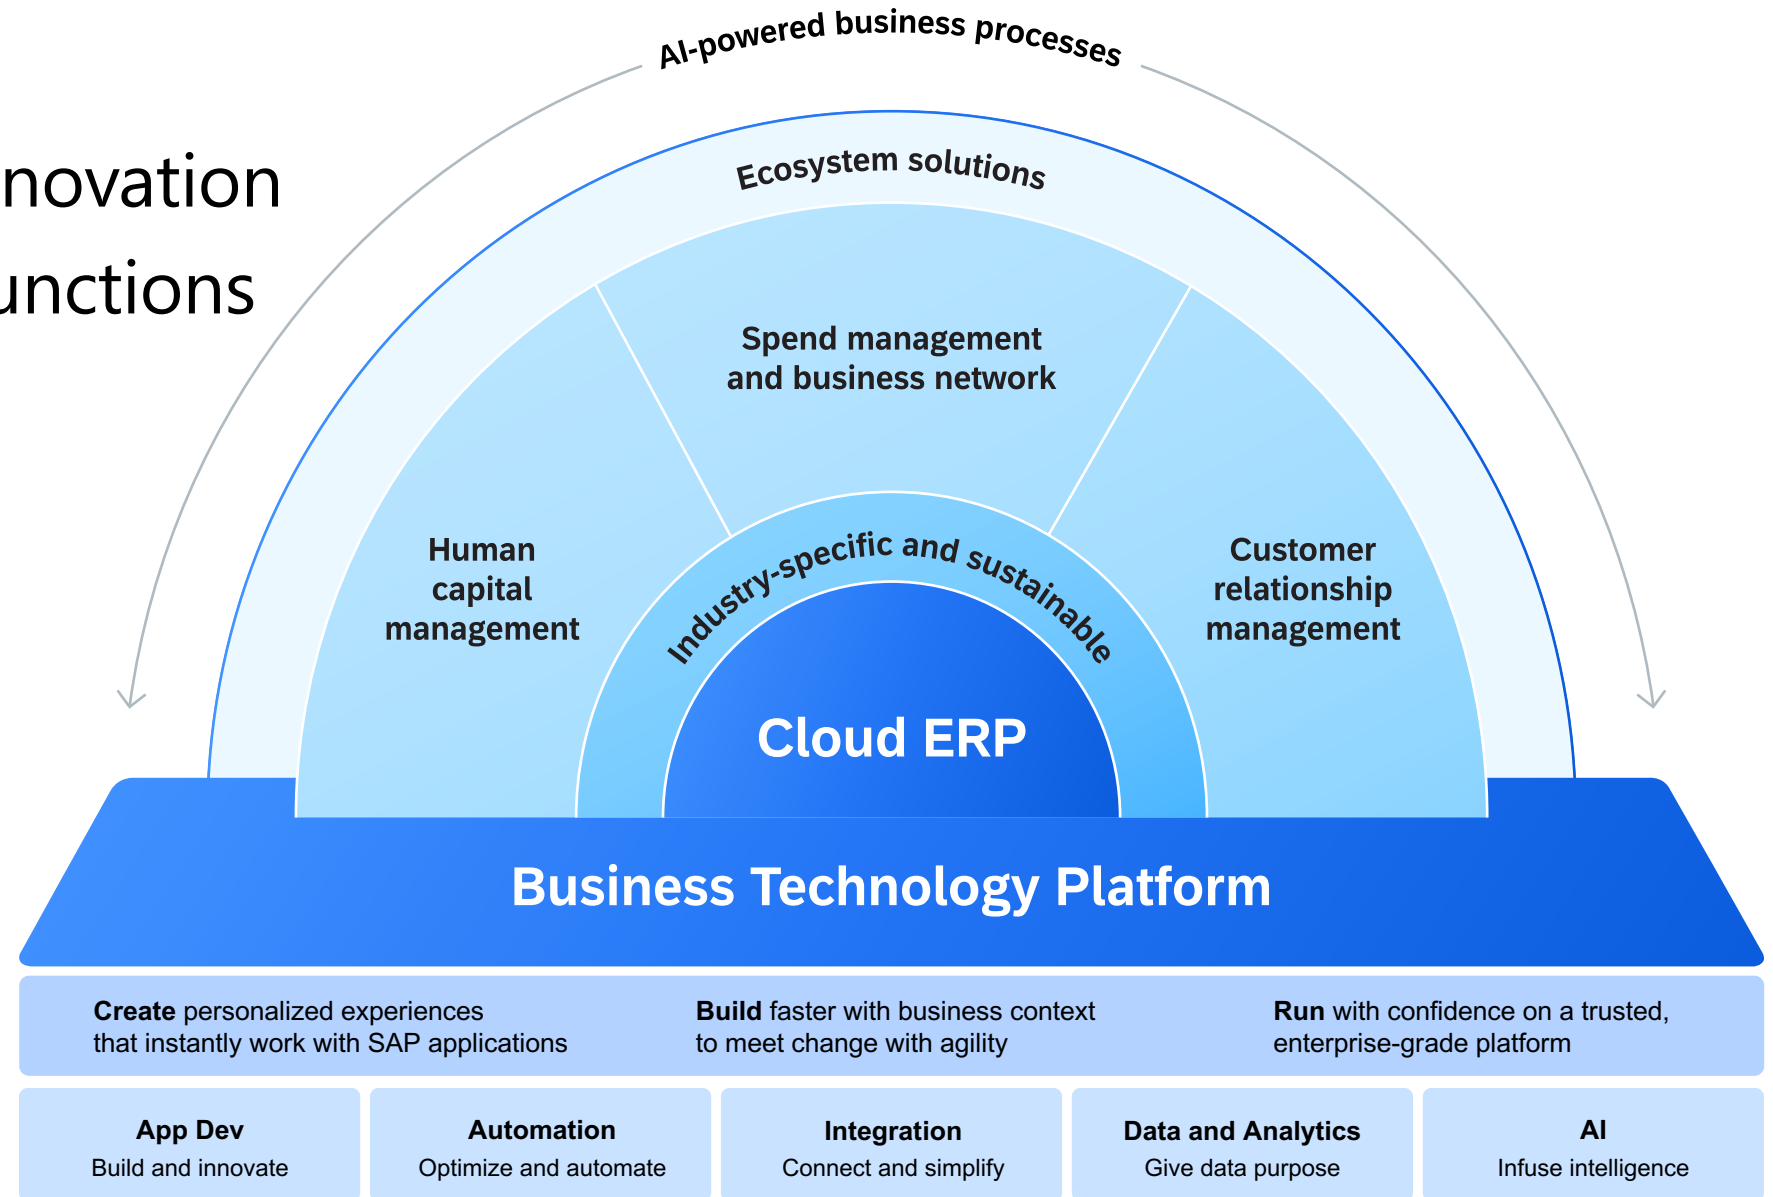 AI-powered business processes
novation
unctions
Ecosystem solutions
Spend management
and business network
Human
capital
management
Industry-specific and sustainable
Customer
relationship
management
Cloud ERP
Business Technology Platform
Create personalized experiences
that instantly work with SAP applications
Build faster with business context
to meet change with agility
Run with confidence on a trusted,
enterprise-grade platform
App Dev
Build and innovate
Automation
Optimize and automate
Integration
Connect and simplify
Data and Analytics
Give data purpose
AI
Infuse intelligence